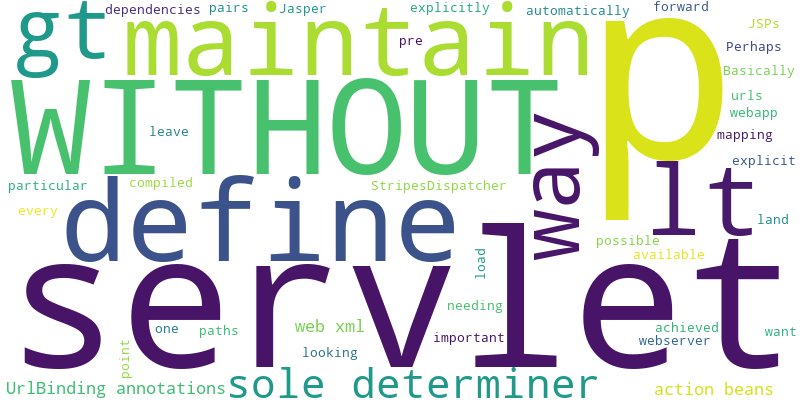 gt
dependencies
pairs
Jasper
explicitly
automatically
forward
maintain
pre
p
JSPs
Perhaps
Basically
WITHOUT
leave
way
urls
webapp
mapping
explicit
particular
compiled
StripesDispatcher
lt
every
define
land
possible
available
servlet
load
needing
web xml
one
paths
important
achieved
webserver
want
looking
point
UrlBinding annotations
sole determiner
action beans